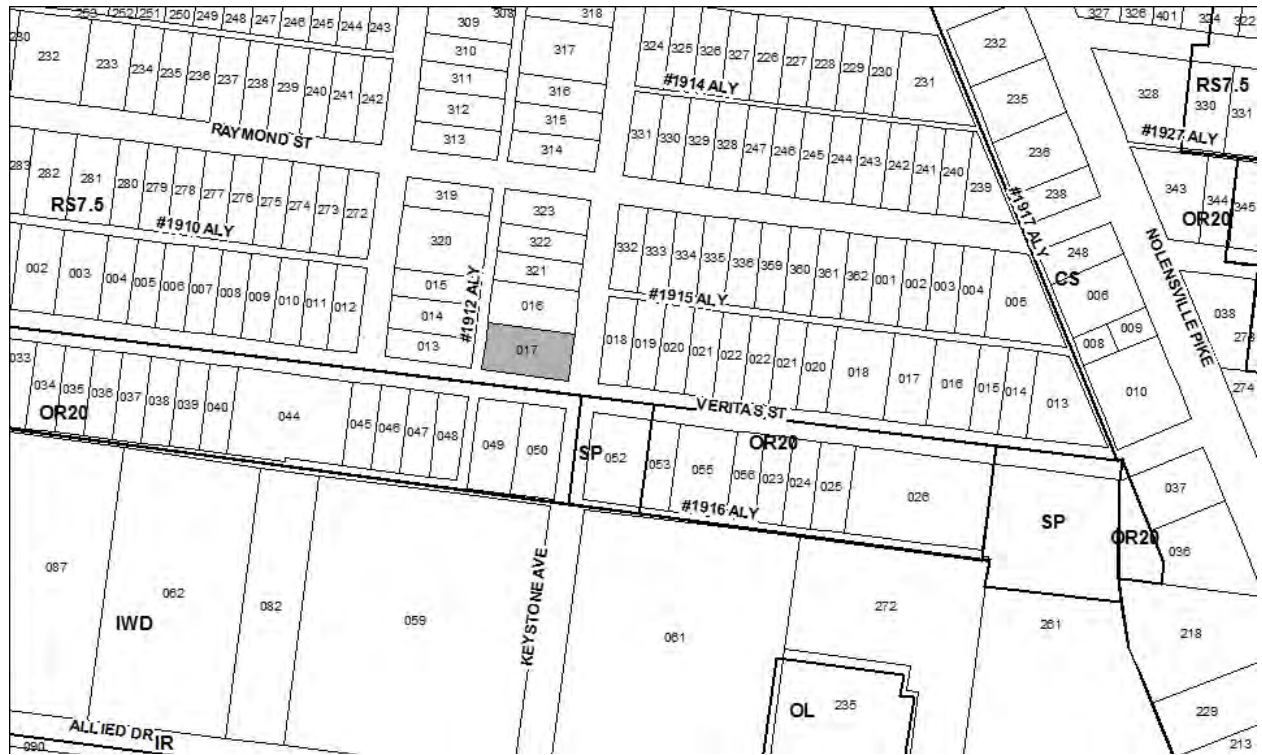 253 252 251 250 249 248 247 246 245 244 243
309 308 318
327 326 401 324 322
230
232 233 234 235 236 237 238 239 240 241 242
310
311
312
313
317
316
315
314
324 325 326 327 226 227 228 229 230 231
#1914 ALY
232
235
236
238
328 330 331
RS7.5
#1927 ALY
RAYMOND ST
331 330 329 328 247 246 245 244 243 242 241 240 239
#1917 ALY
343 344 345
OR20
283 282 281 280 279 278 277 276 275 274 273 272
RS7.5
#1910 ALY
319
320
015
014
013
#1912 ALY
323
322
321
016
017
332 333 334 335 336 359 360 361 362 001 002 003 004 005
#1915 ALY
248
CS
006
009
008
010
NOLENSVILLE PIKE
038
273
274
002 003 004 005 006 007 008 009 010 011 012
018 019 020 021 022 022 021 020 018 017 016 015 014 013
VERITAS ST
033
034 035 036 037 038 039 040 044 045 046 047 048 049 050
OR20
SP
052 053 055 056 023 024 025 026
OR20
#1916 ALY
SP
OR20
037
036
087 062 082 059
IWD
KEYSTONE AVE
061
272
261
218
OL
235
229
213
ALLIED DR
IR
090